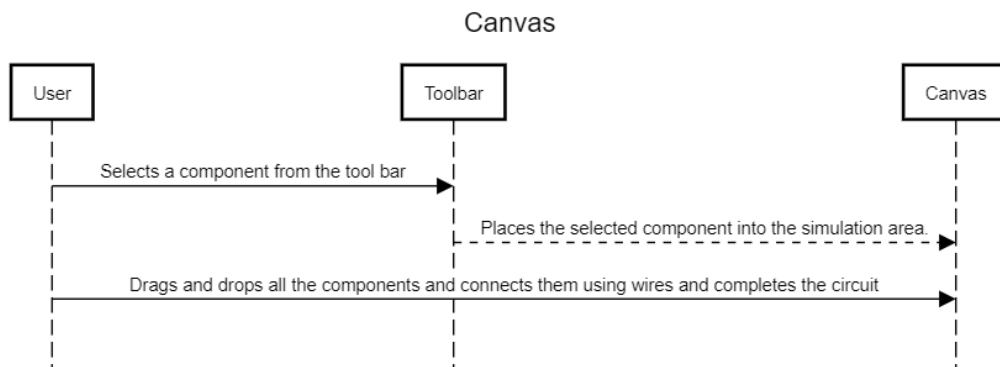 Canvas
User
Toolbar
Canvas
Selects a component from the tool bar
Places the selected component into the simulation area.
Drags and drops all the components and connects them using wires and completes the circuit